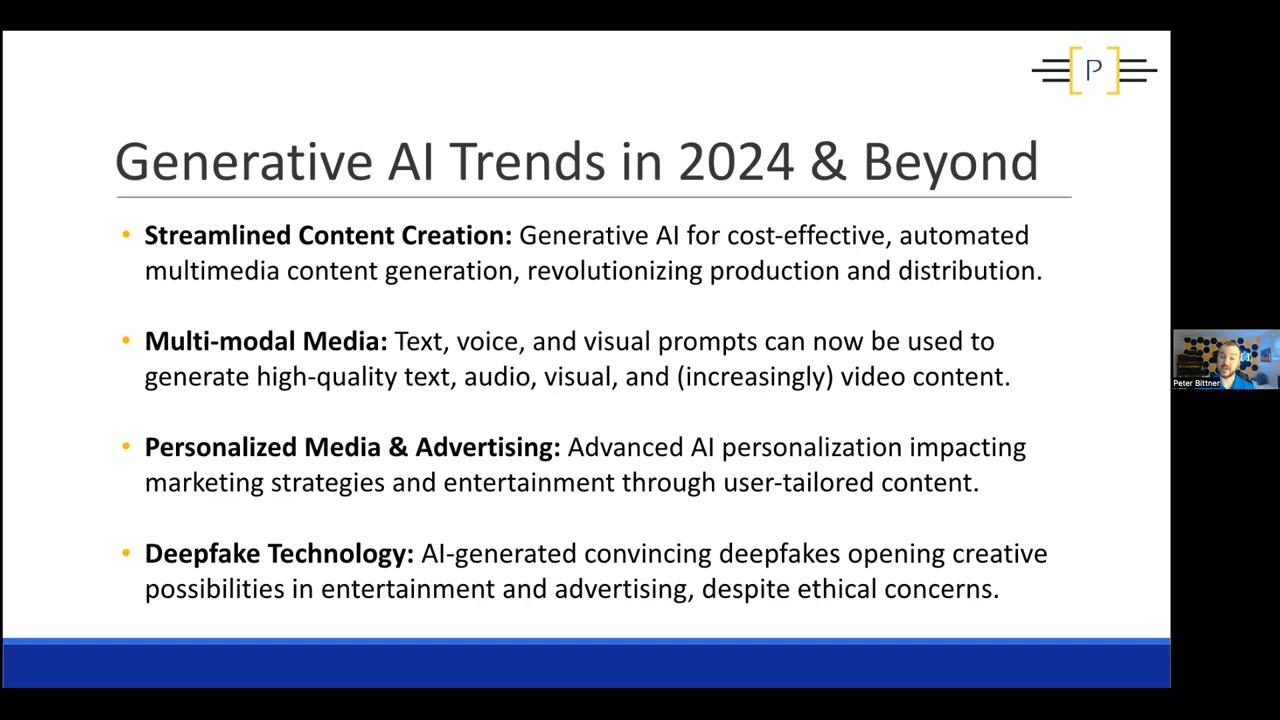 [P]
Generative AI Trends in 2024 & Beyond
• Streamlined Content Creation: Generative AI for cost-effective, automated
multimedia content generation, revolutionizing production and distribution.
• Multi-modal Media: Text, voice, and visual prompts can now be used to
generate high-quality text, audio, visual, and (increasingly) video content.
• Personalized Media & Advertising: Advanced AI personalization impacting
marketing strategies and entertainment through user-tailored content.
• Deepfake Technology: AI-generated convincing deepfakes opening creative
possibilities in entertainment and advertising, despite ethical concerns.
Peter Bittner